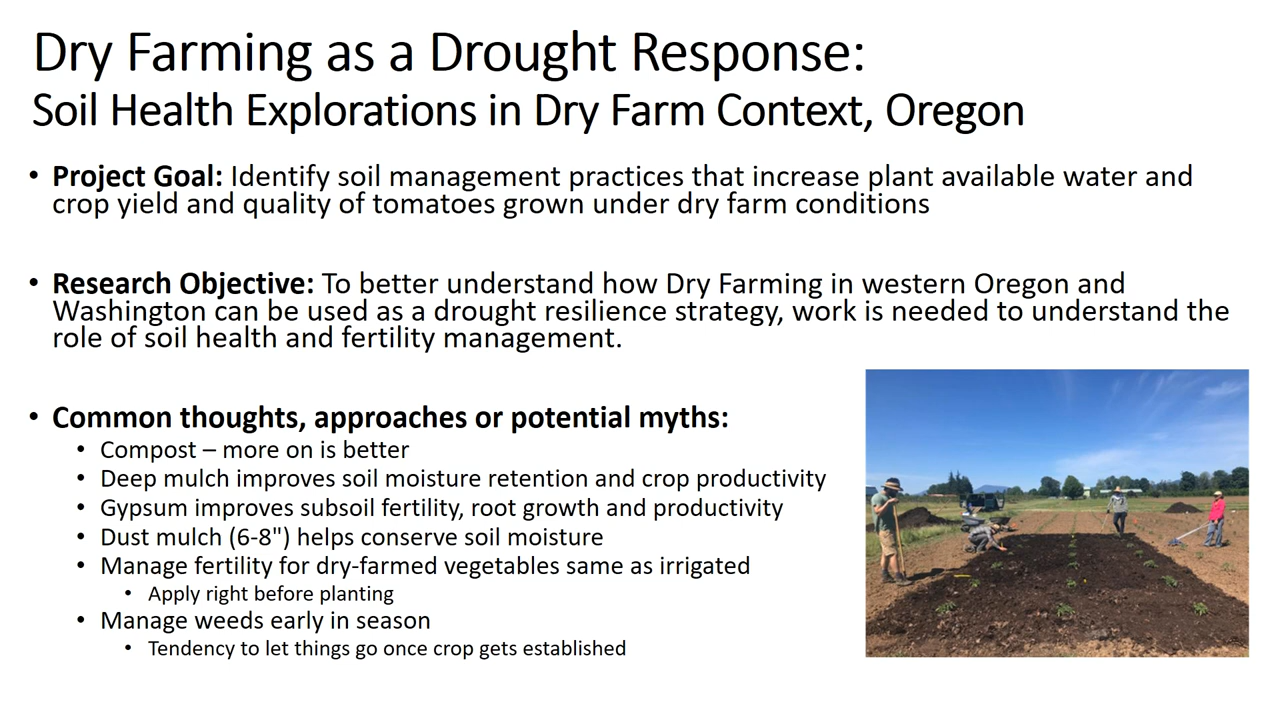 Dry Farming as a Drought Response:
Soil Health Explorations in Dry Farm Context, Oregon
• Project Goal: Identify soil management practices that increase plant available water and
crop yield and quality of tomatoes grown under dry farm conditions
• Research Objective: To better understand how Dry Farming in western Oregon and
Washington can be used as a drought resilience strategy, work is needed to understand the
role of soil health and fertility management.
• Common thoughts, approaches or potential myths:
• Compost – more on is better
• Deep mulch improves soil moisture retention and crop productivity
• Gypsum improves subsoil fertility, root growth and productivity
• Dust mulch (6-8") helps conserve soil moisture
• Manage fertility for dry-farmed vegetables same as irrigated
• Apply right before planting
• Manage weeds early in season
• Tendency to let things go once crop gets established